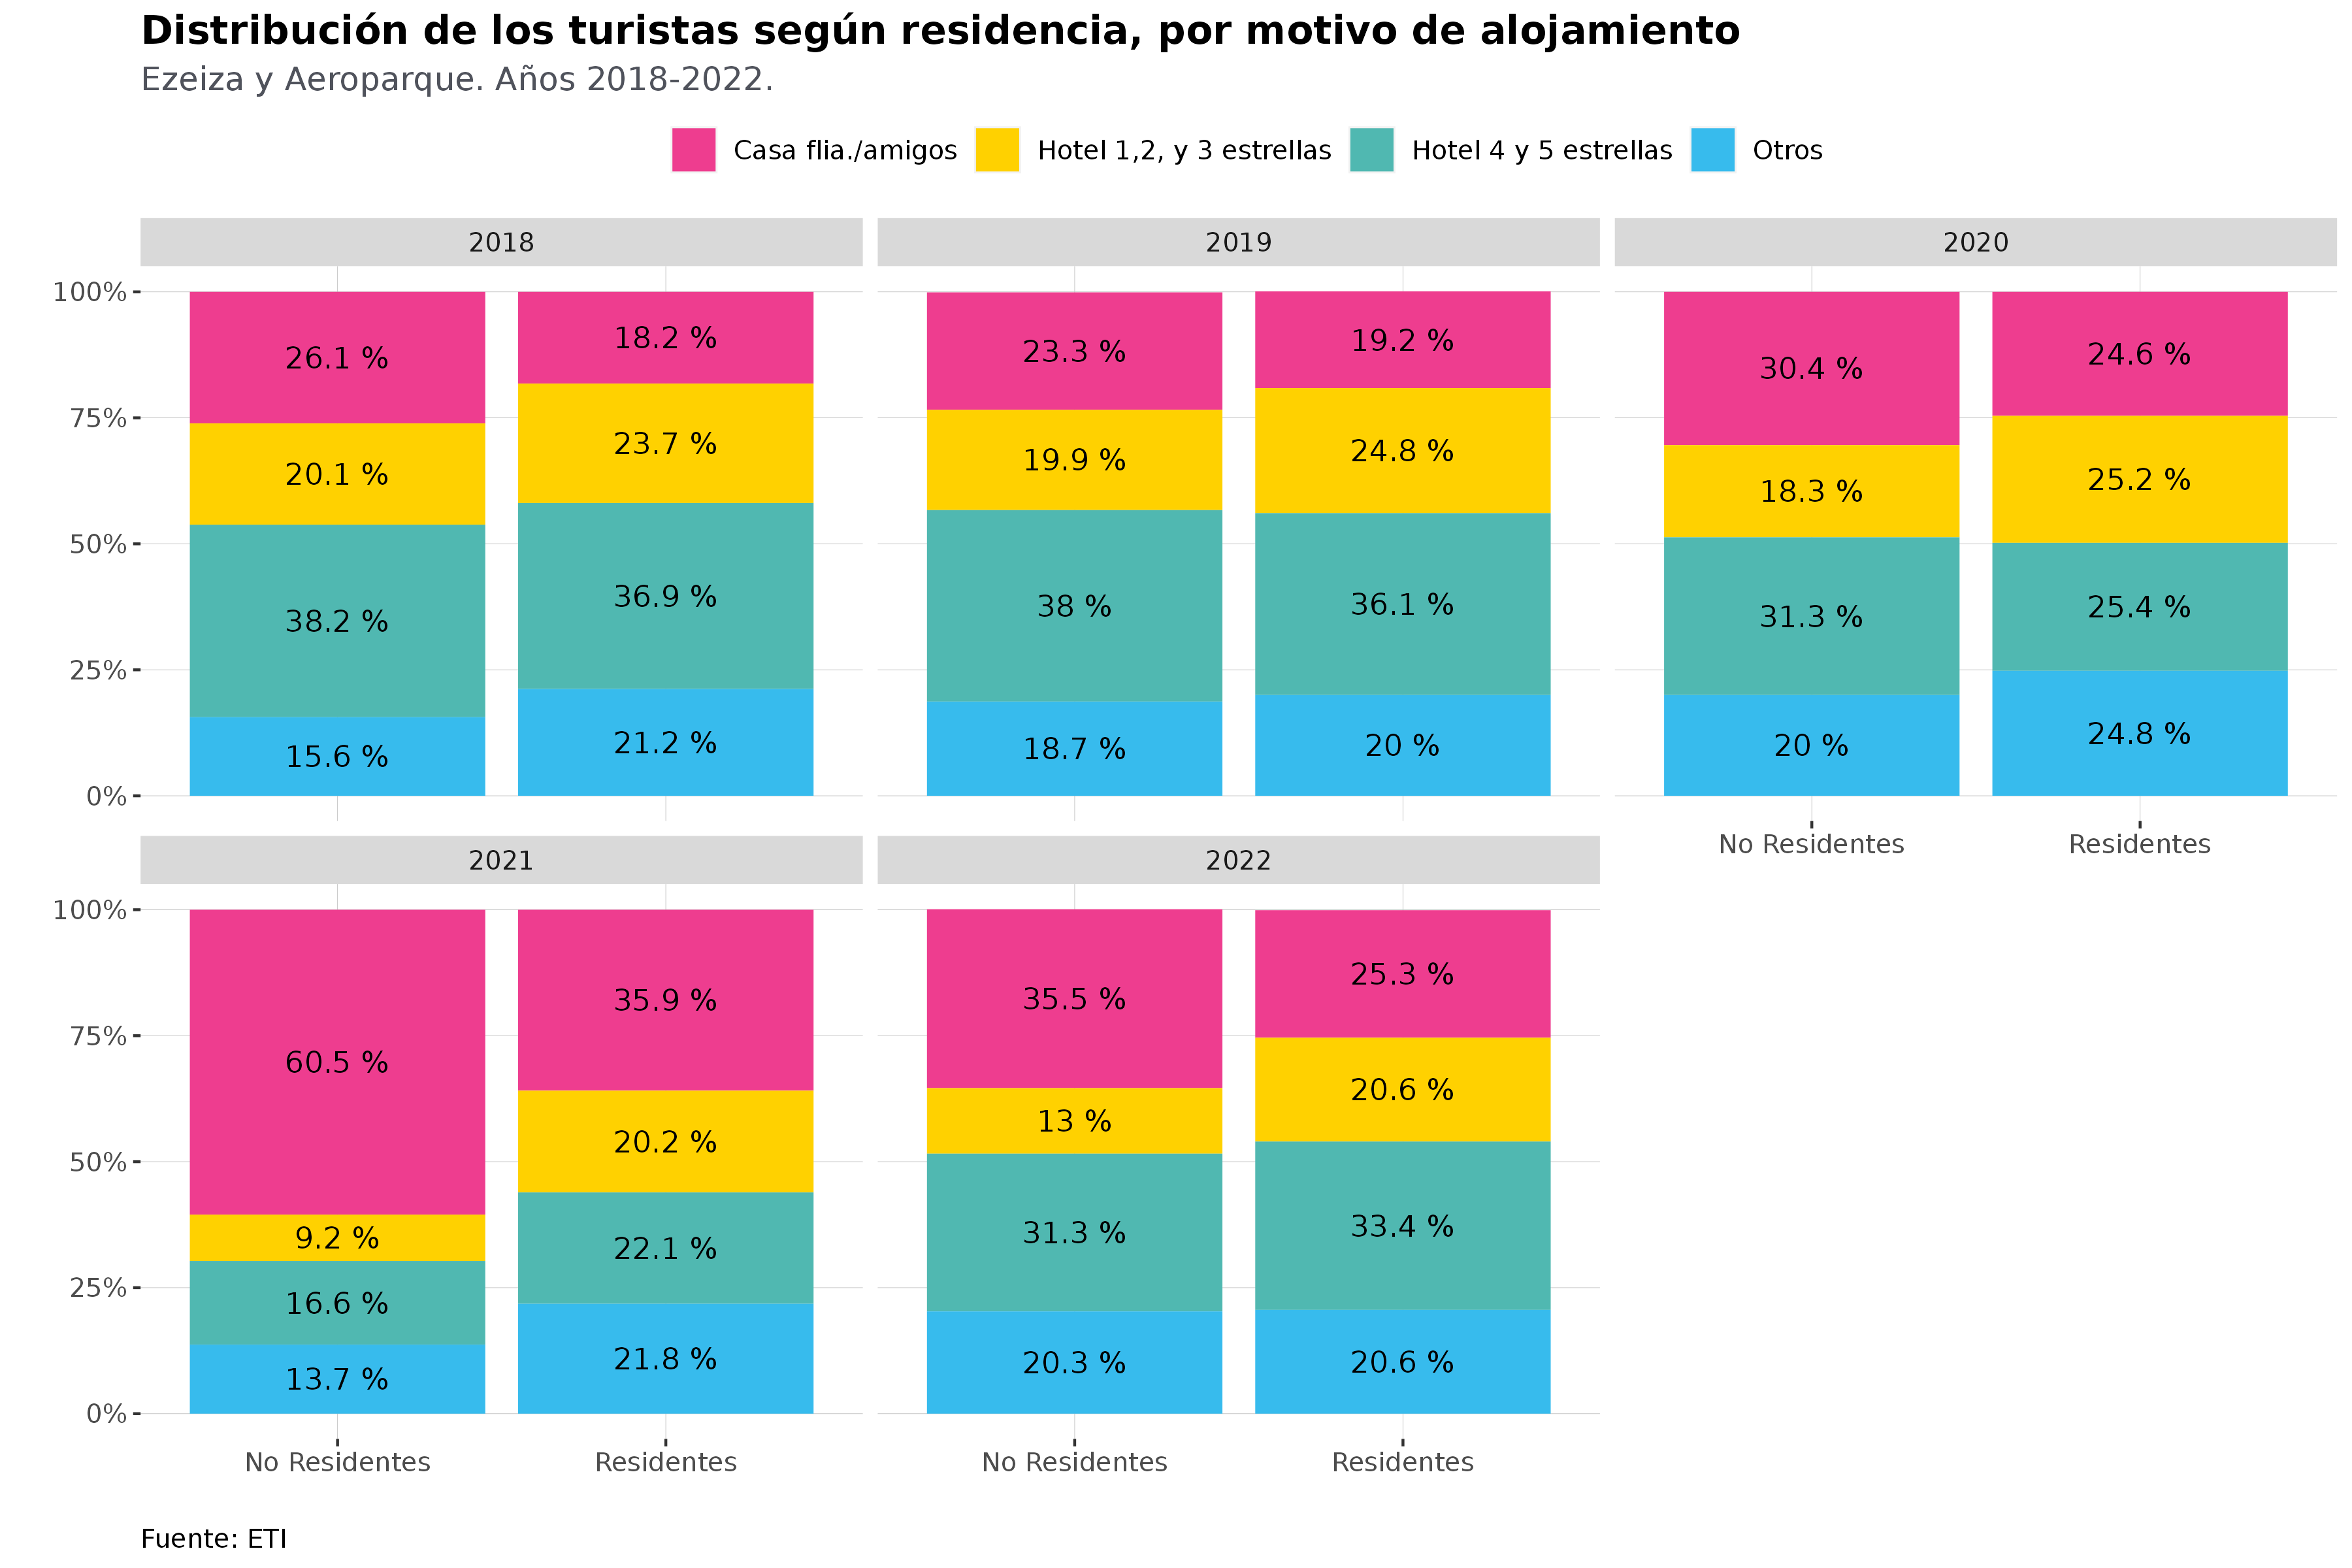 Distribución de los turistas según residencia, por motivo de alojamiento
Ezeiza y Aeroparque. Años 2018-2022.
Casa flia./amigos Hotel 1,2, y 3 estrellas Hotel 4 y 5 estrellas Otros
2018 2019 2020
100%
75%
50%
25%
0%
26.1 % 18.2 % 23.3 % 19.2 % 30.4 % 24.6 %
20.1 % 23.7 % 19.9 % 24.8 % 18.3 % 25.2 %
38.2 % 36.9 % 38 % 36.1 % 31.3 % 25.4 %
15.6 % 21.2 % 18.7 % 20 % 20 % 24.8 %
No Residentes Residentes
2021 2022
100%
75%
50%
25%
0%
60.5 % 35.9 % 35.5 % 25.3 %
9.2 % 20.2 % 13 % 20.6 %
16.6 % 22.1 % 31.3 % 33.4 %
13.7 % 21.8 % 20.3 % 20.6 %
No Residentes Residentes No Residentes Residentes
Fuente: ETI